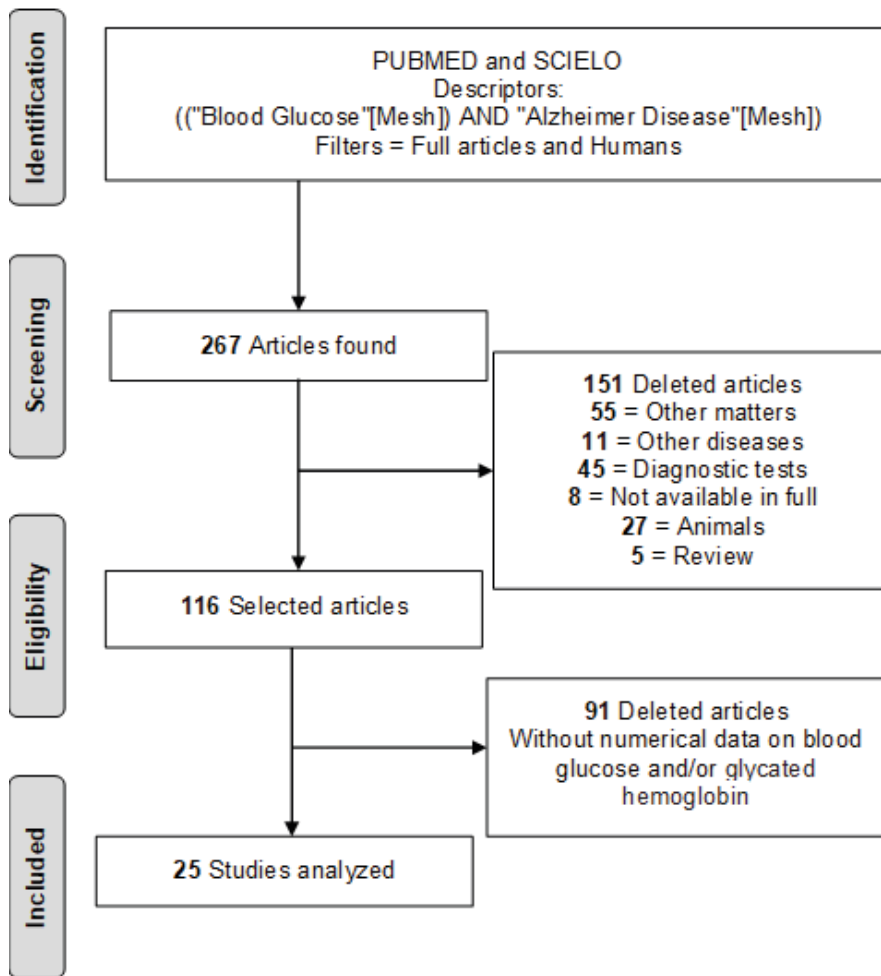 Identification
PUBMED and SCIELO
Descriptors:
(("Blood Glucose"[Mesh]) AND "Alzheimer Disease"[Mesh])
Filters = Full articles and Humans
Screening
267 Articles found
151 Deleted articles
55 = Other matters
11 = Other diseases
45 = Diagnostic tests
8 = Not available in full
27 = Animals
5 = Review
Eligibility
116 Selected articles
91 Deleted articles
Without numerical data on blood
glucose and/or glycated
hemoglobin
Included
25 Studies analyzed